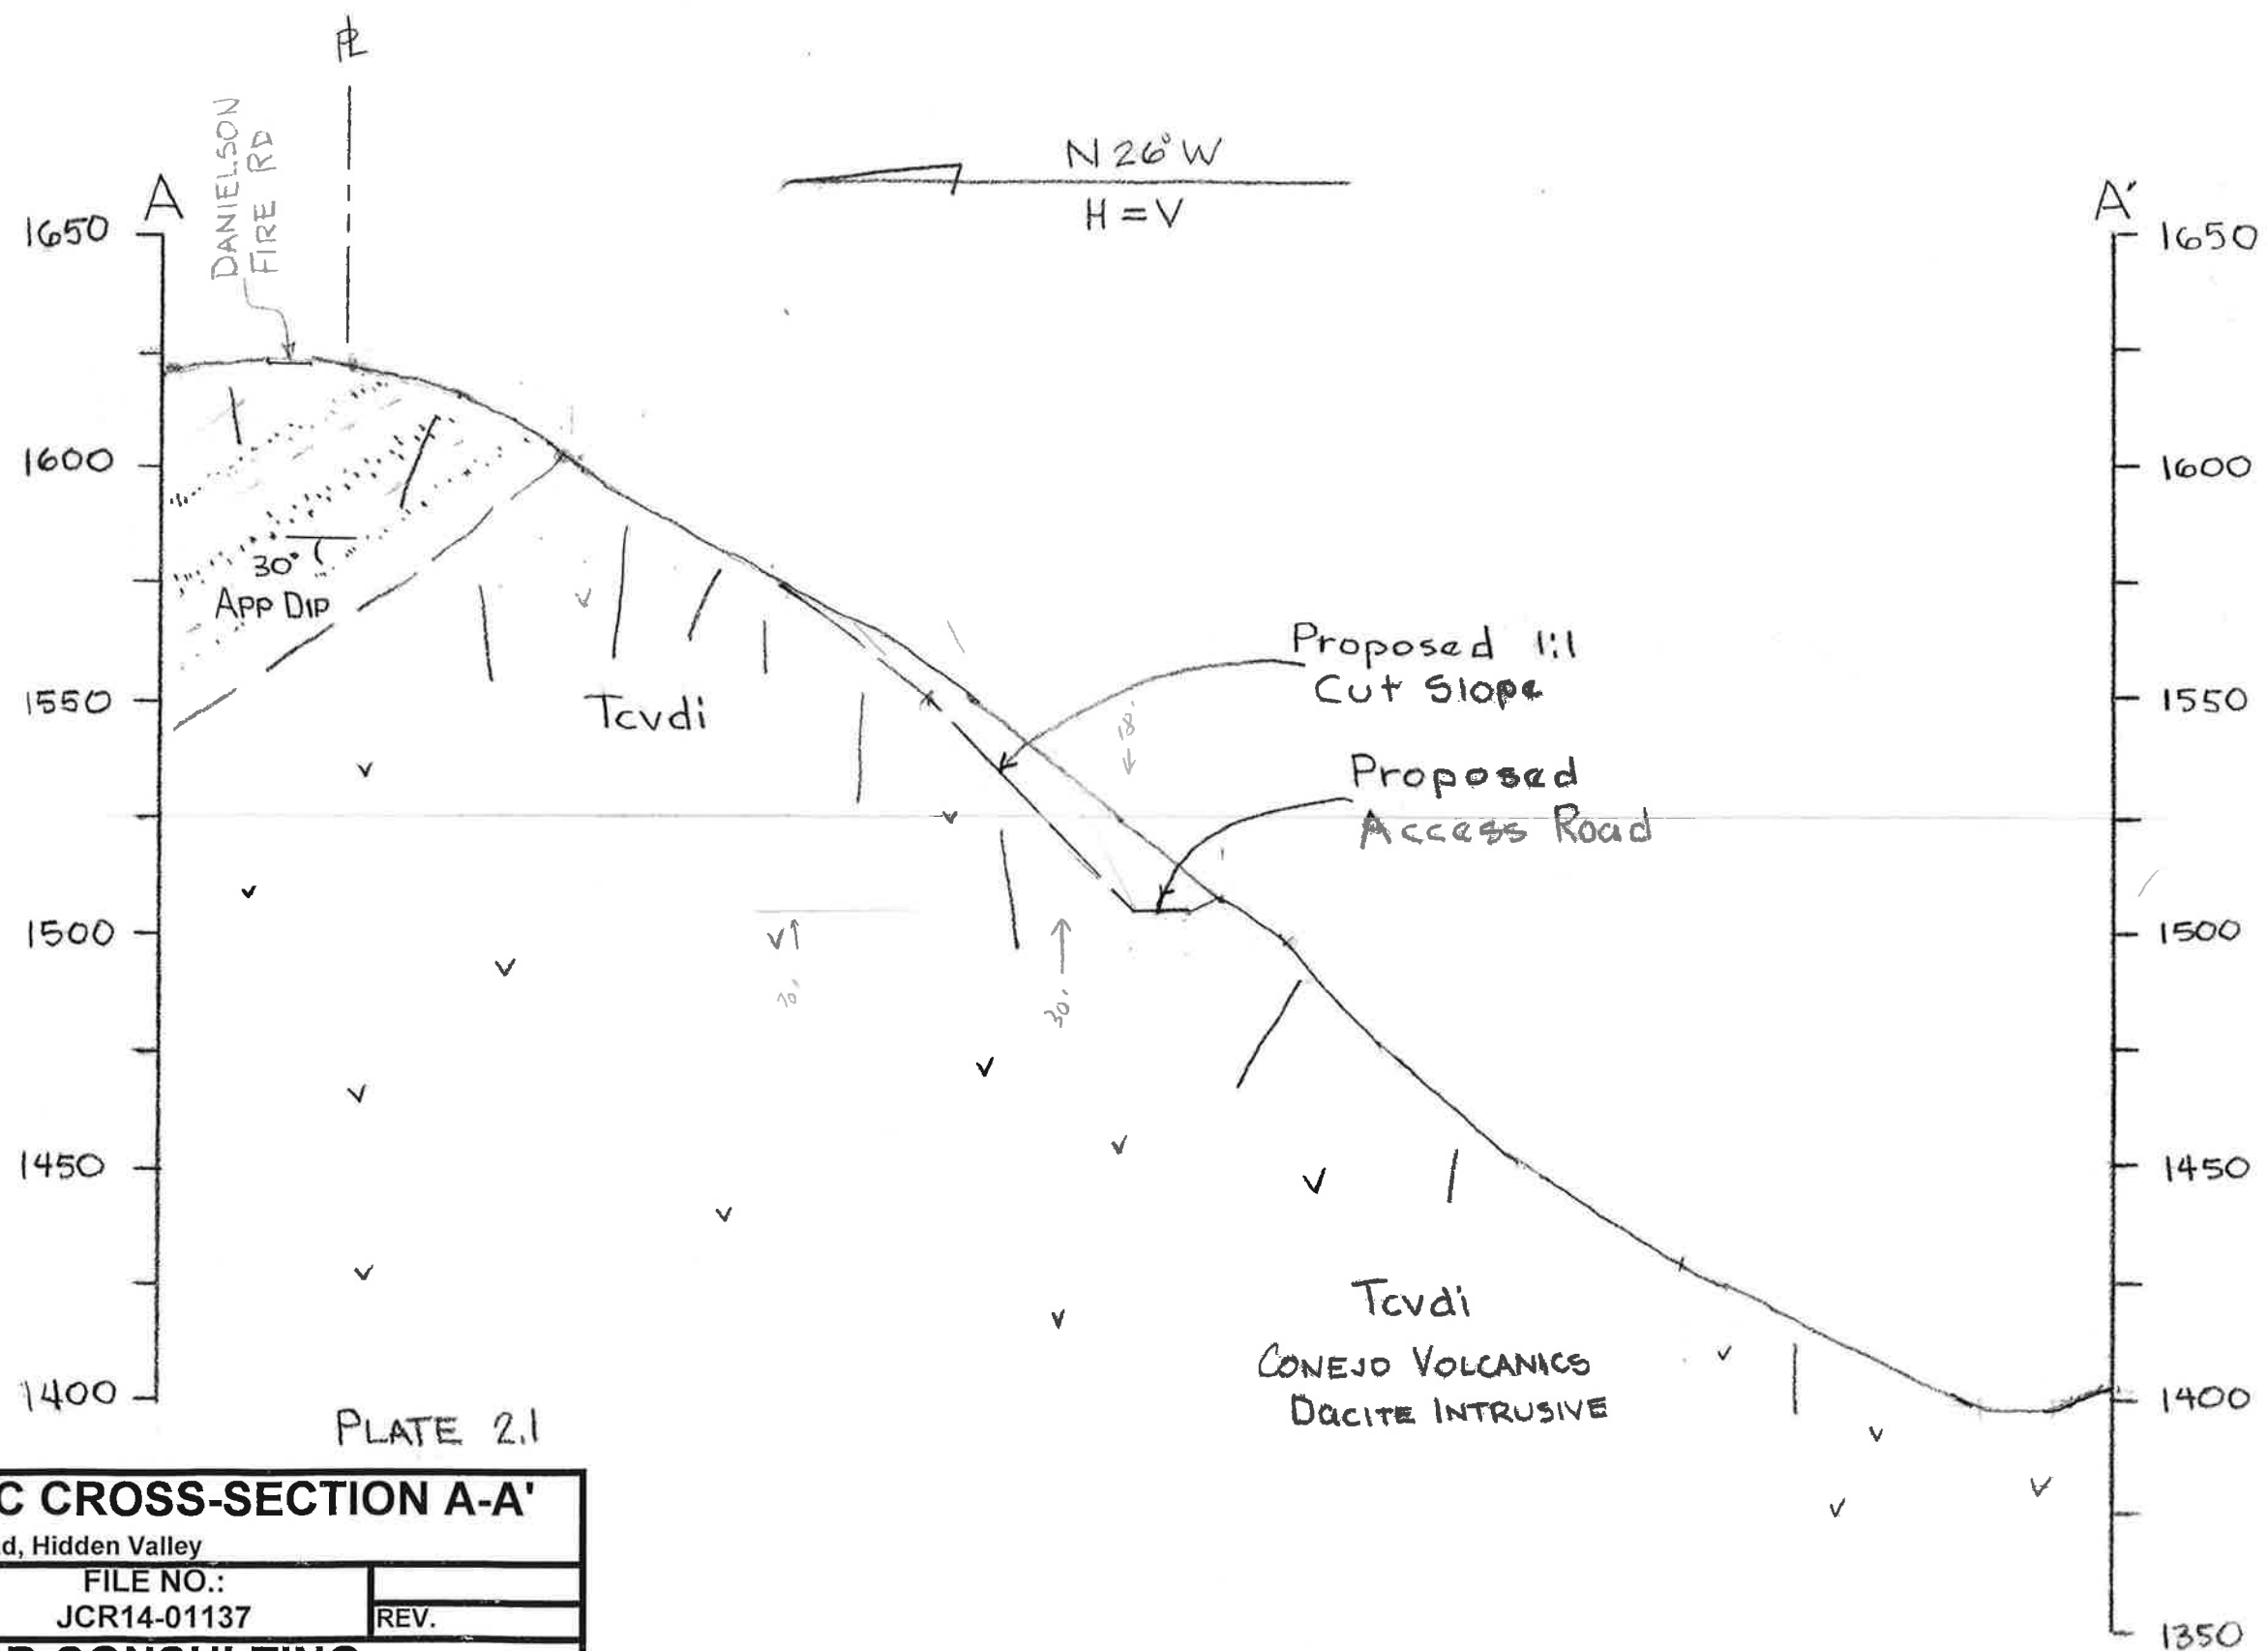 PL
DANIELSON
FIRE RD
N26°W
H=V
A
A'
1650
1600
1550
1500
1450
1400
1650
1600
1550
1500
1450
1400
1350
30°
APP DIP
Tcvdi
Proposed 1:1
Cut Slope
18'
Proposed
Access Road
30'
30'
Tcvdi
CONEJO VOLCANICS
DACITE INTRUSIVE
PLATE 2.1
C CROSS-SECTION A-A'
d, Hidden Valley
FILE NO.:
JCR14-01137
REV.